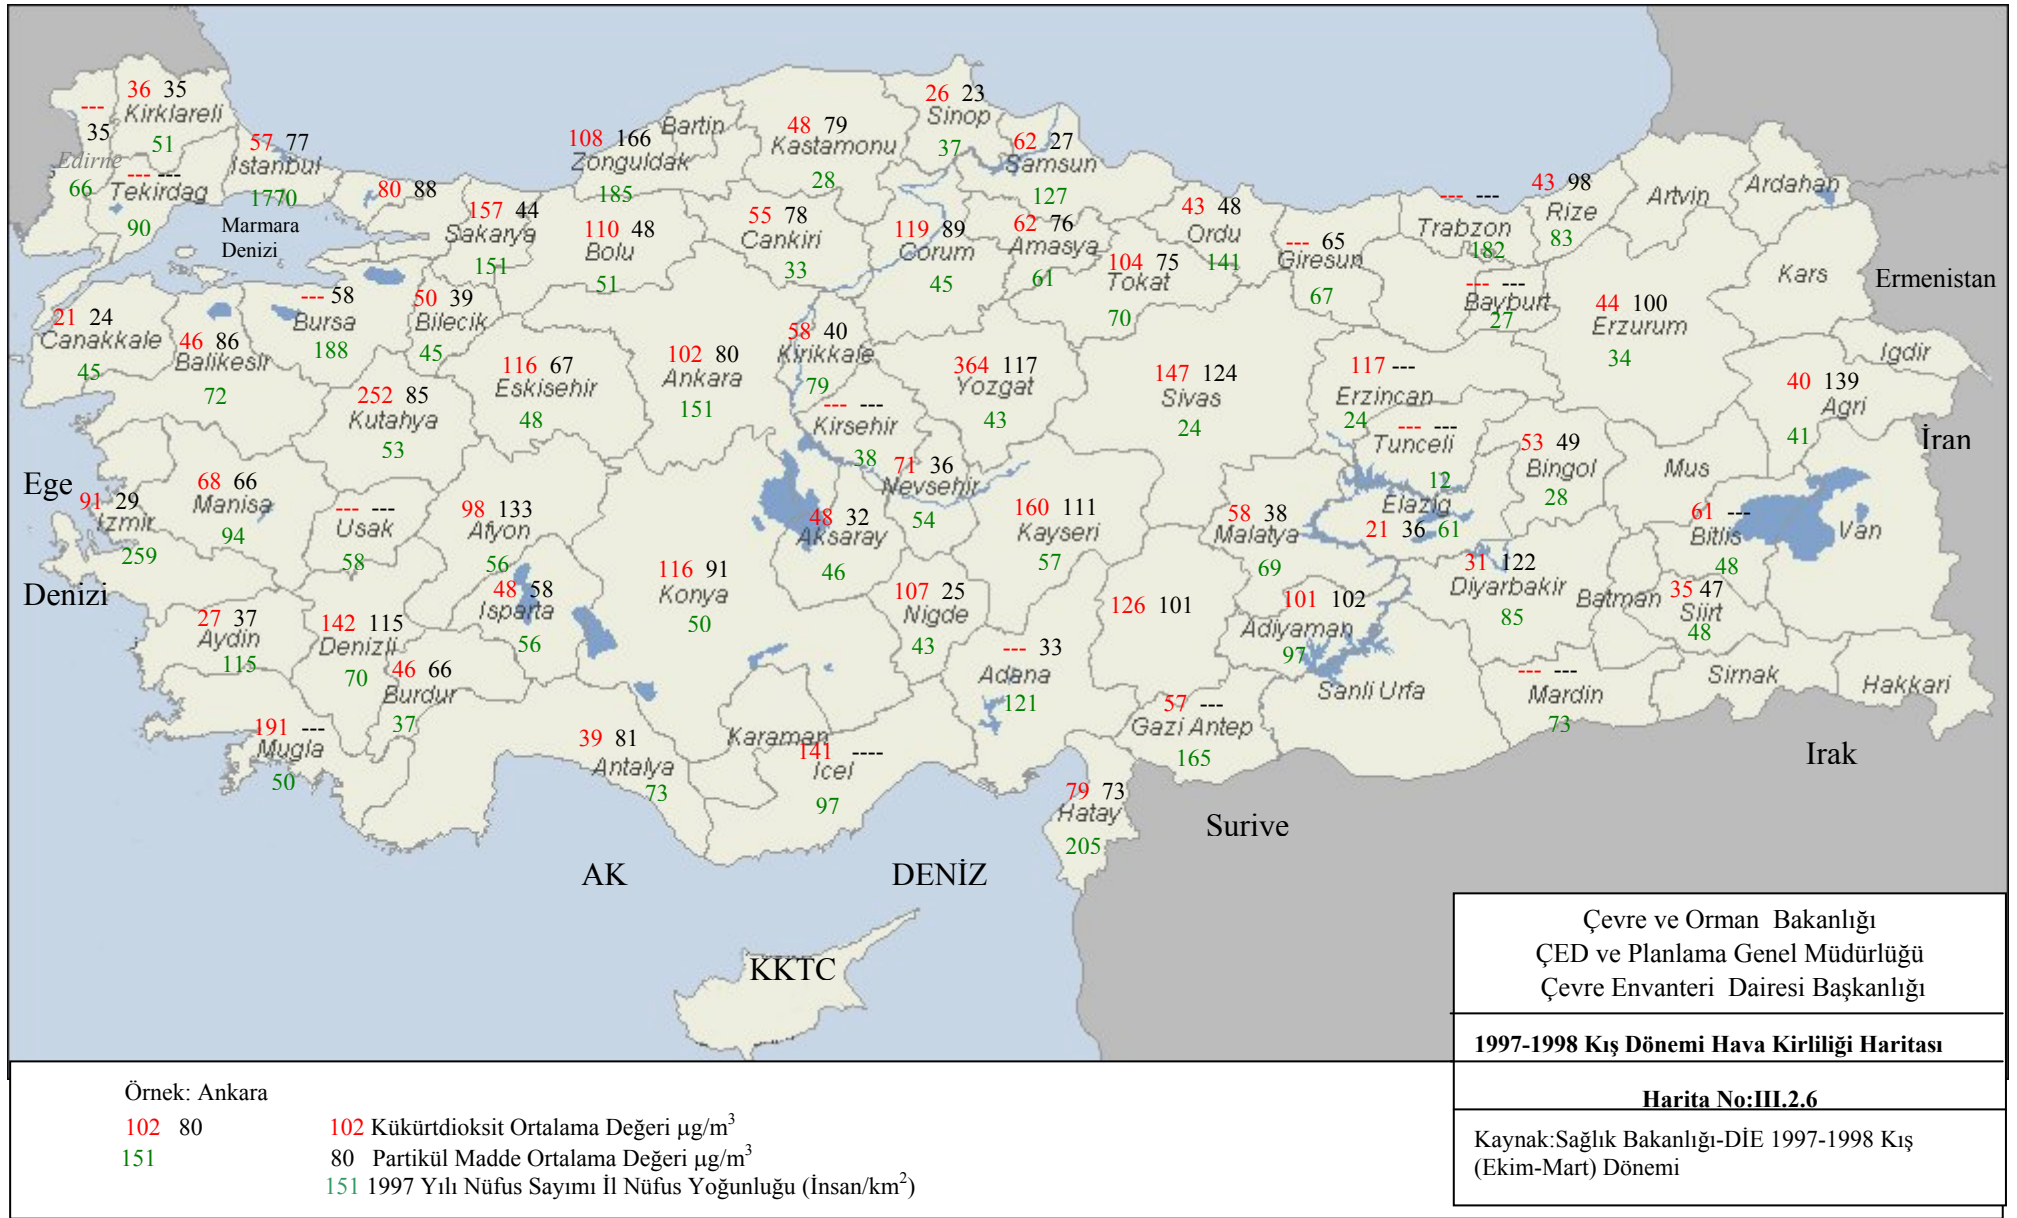 36 35
Kirklareli
51
---
35
Edirne
66
--- ---
Tekirdag
90
57 77
Istanbul
1770
Marmara
Denizi
80 88
157 44
Sakarya
151
108 166
Zonguldak
185
Bartin
110 48
Bolu
51
48 79
Kastamonu
28
55 78
Cankiri
33
26 23
Sinop
37
62 27
Samsun
127
119 89
Corum
45
62 76
Amasya
61
104 75
Tokat
70
43 48
Ordu
141
--- 65
Giresun
67
--- ---
Trabzon
182
43 98
Rize
83
Artvin
Ardahan
Kars
Ermenistan
--- ---
Bayburt
27
44 100
Erzurum
34
Igdir
40 139
Agri
41
İran
21 24
Canakkale
45
46 86
Balikesir
72
--- 58
Bursa
188
50 39
Bilecik
45
252 85
Kutahya
53
116 67
Eskisehir
48
102 80
Ankara
151
58 40
Kirikkale
79
--- ---
Kirsehir
38
364 117
Yozgat
43
147 124
Sivas
24
117 ---
Erzincan
24
--- ---
Tunceli
12
53 49
Bingol
28
Mus
Ege
Denizi
91 29
Izmir
259
68 66
Manisa
94
--- ---
Usak
58
98 133
Afyon
56
48 58
Isparta
56
116 91
Konya
50
48 32
Aksaray
46
71 36
Nevsehir
54
160 111
Kayseri
57
58 38
Malatya
69
Elazig
21 36 61
31 122
Diyarbakir
85
Batman
61 ---
Bitlis
48
Van
35 47
Siirt
48
27 37
Aydin
115
142 115
Denizli
70
46 66
Burdur
37
191 ---
Mugla
50
39 81
Antalya
73
Karaman
141 ----
Icel
97
107 25
Nigde
43
--- 33
Adana
121
126 101
101 102
Adiyaman
97
Sanli Urfa
57 ---
Gazi Antep
165
--- ---
Mardin
73
Sirnak
Hakkari
Irak
79 73
Hatay
205
Surive
AK DENİZ
KKTC
Çevre ve Orman Bakanlığı
ÇED ve Planlama Genel Müdürlüğü
Çevre Envanteri Dairesi Başkanlığı
1997-1998 Kış Dönemi Hava Kirliliği Haritası
Harita No:III.2.6
Kaynak:Sağlık Bakanlığı-DİE 1997-1998 Kış
(Ekim-Mart) Dönemi
Örnek: Ankara
102 80 102 Kükürtdioksit Ortalama Değeri µg/m³
151 80 Partikül Madde Ortalama Değeri µg/m³
151 1997 Yılı Nüfus Sayımı İl Nüfus Yoğunluğu (İnsan/km²)